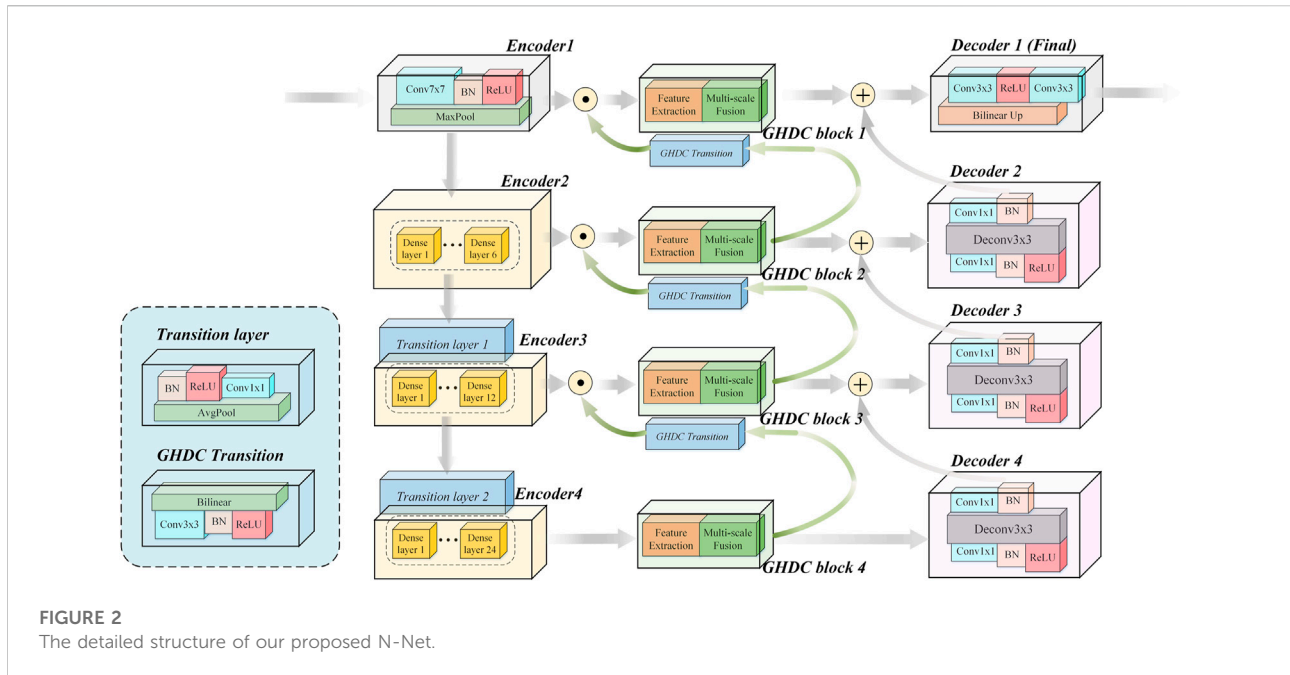 Encoder1
Conv7x7
BN
ReLU
MaxPool
Feature
Extraction
Multi-scale
Fusion
GHDC block 1
GHDC Transition
Decoder 1 (Final)
Conv3x3
ReLU
Conv3x3
Bilinear Up
Encoder2
Dense
layer 1
Dense
layer 6
Feature
Extraction
Multi-scale
Fusion
GHDC block 2
GHDC Transition
Decoder 2
Conv1x1
BN
Deconv3x3
Conv1x1
BN
ReLU
Transition layer
BN
ReLU
Conv1x1
AvgPool
GHDC Transition
Bilinear
Conv3x3
BN
ReLU
Transition layer 1
Encoder3
Dense
layer 1
Dense
layer 12
Feature
Extraction
Multi-scale
Fusion
GHDC block 3
GHDC Transition
Decoder 3
Conv1x1
BN
Deconv3x3
Conv1x1
BN
ReLU
Transition layer 2
Encoder4
Dense
layer 1
Dense
layer 24
Feature
Extraction
Multi-scale
Fusion
GHDC block 4
Decoder 4
Conv1x1
BN
Deconv3x3
Conv1x1
BN
ReLU
FIGURE 2
The detailed structure of our proposed N-Net.